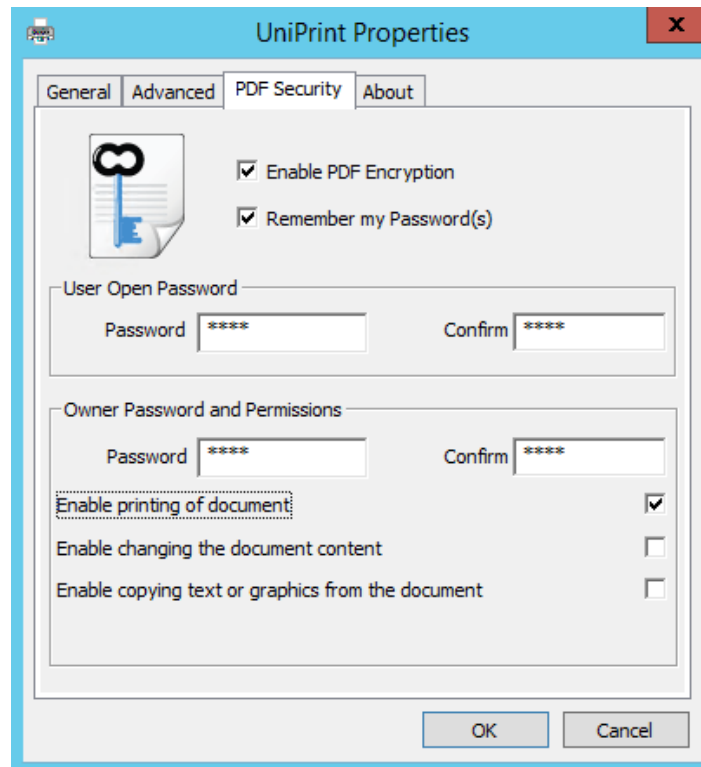 UniPrint Properties
x
General Advanced PDF Security About
Enable PDF Encryption
Remember my Password(s)
User Open Password
Password **** Confirm ****
Owner Password and Permissions
Password **** Confirm ****
Enable printing of document
Enable changing the document content
Enable copying text or graphics from the document
OK Cancel